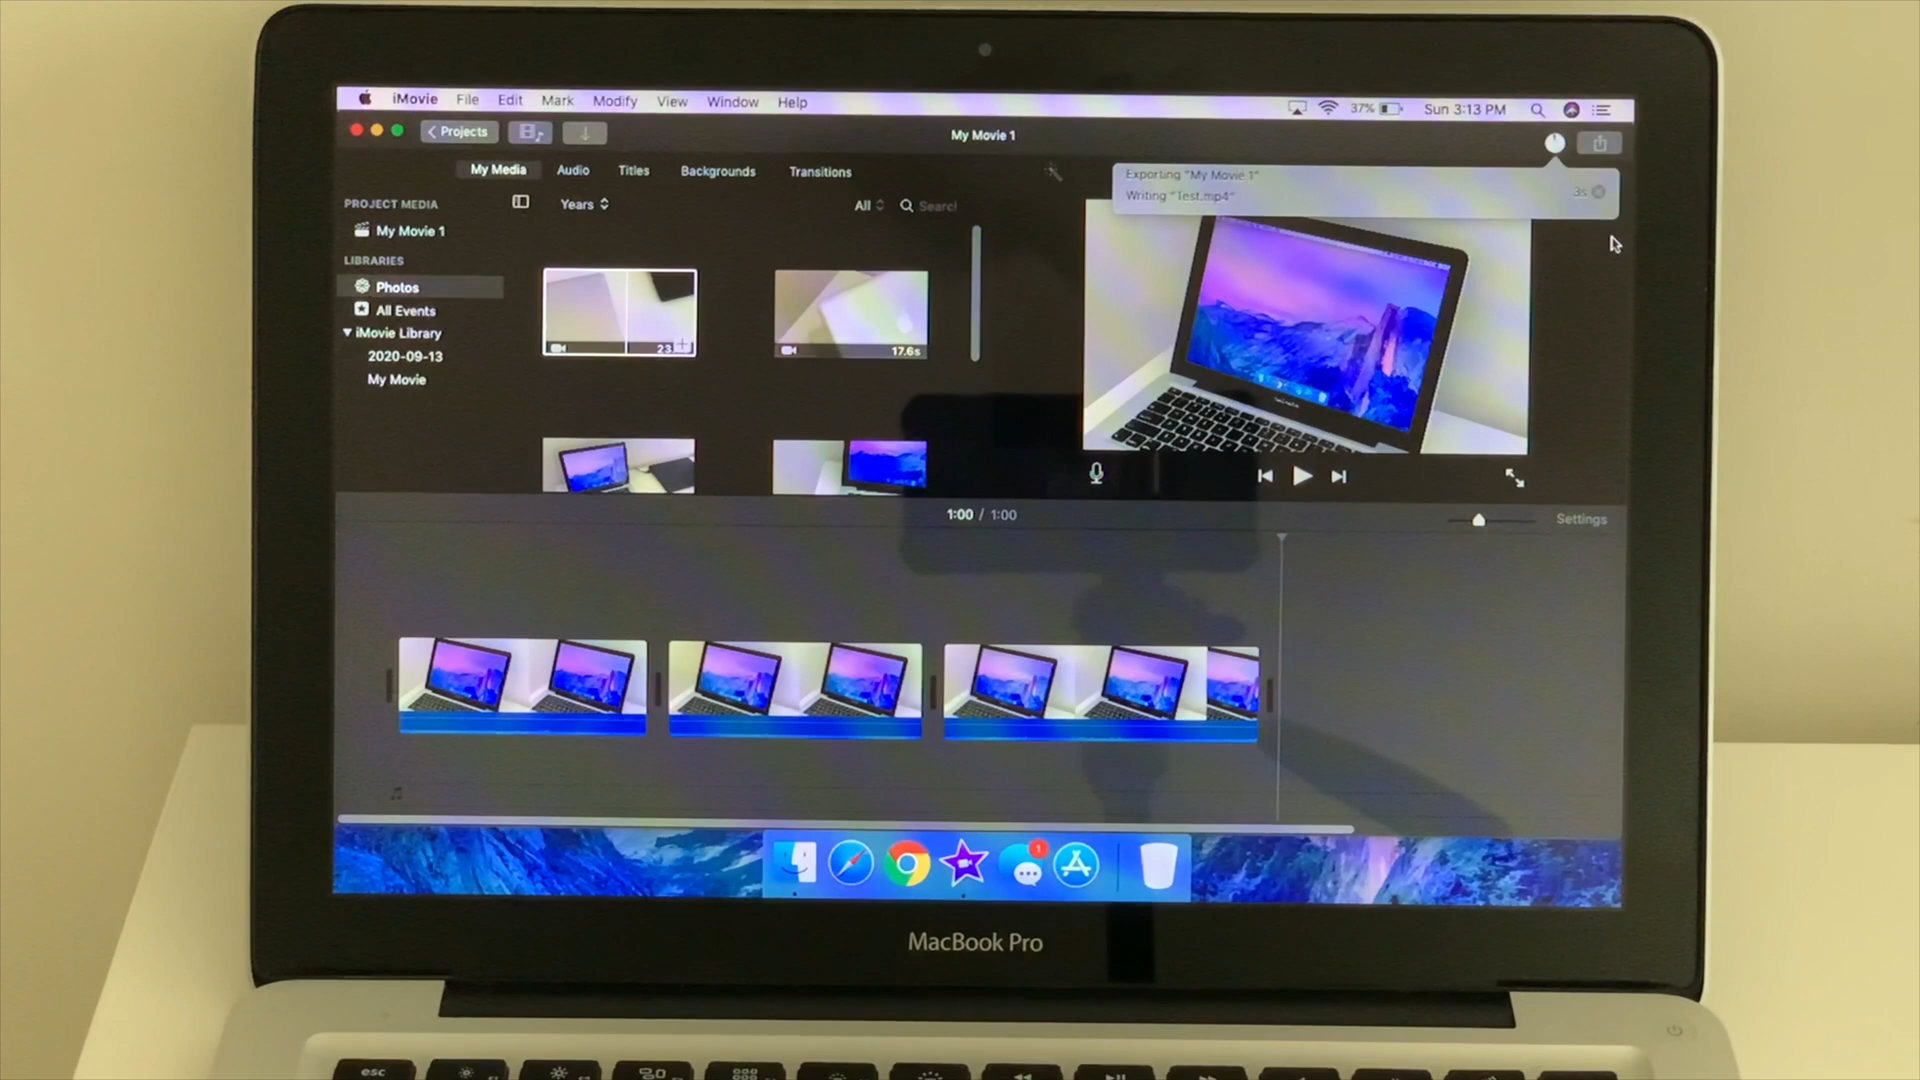 iMovie File Edit Mark Modify View Window Help
37% Sun 3:13 PM
Projects
My Movie 1
My Media Audio Titles Backgrounds Transitions
Exporting "My Movie 1"
Writing "Test.mp4"
3s
PROJECT MEDIA
Years
All
Search
My Movie 1
LIBRARIES
Photos
All Events
iMovie Library
2020-09-13
My Movie
17.6s
1:00 / 1:00
Settings
1
MacBook Pro
esc